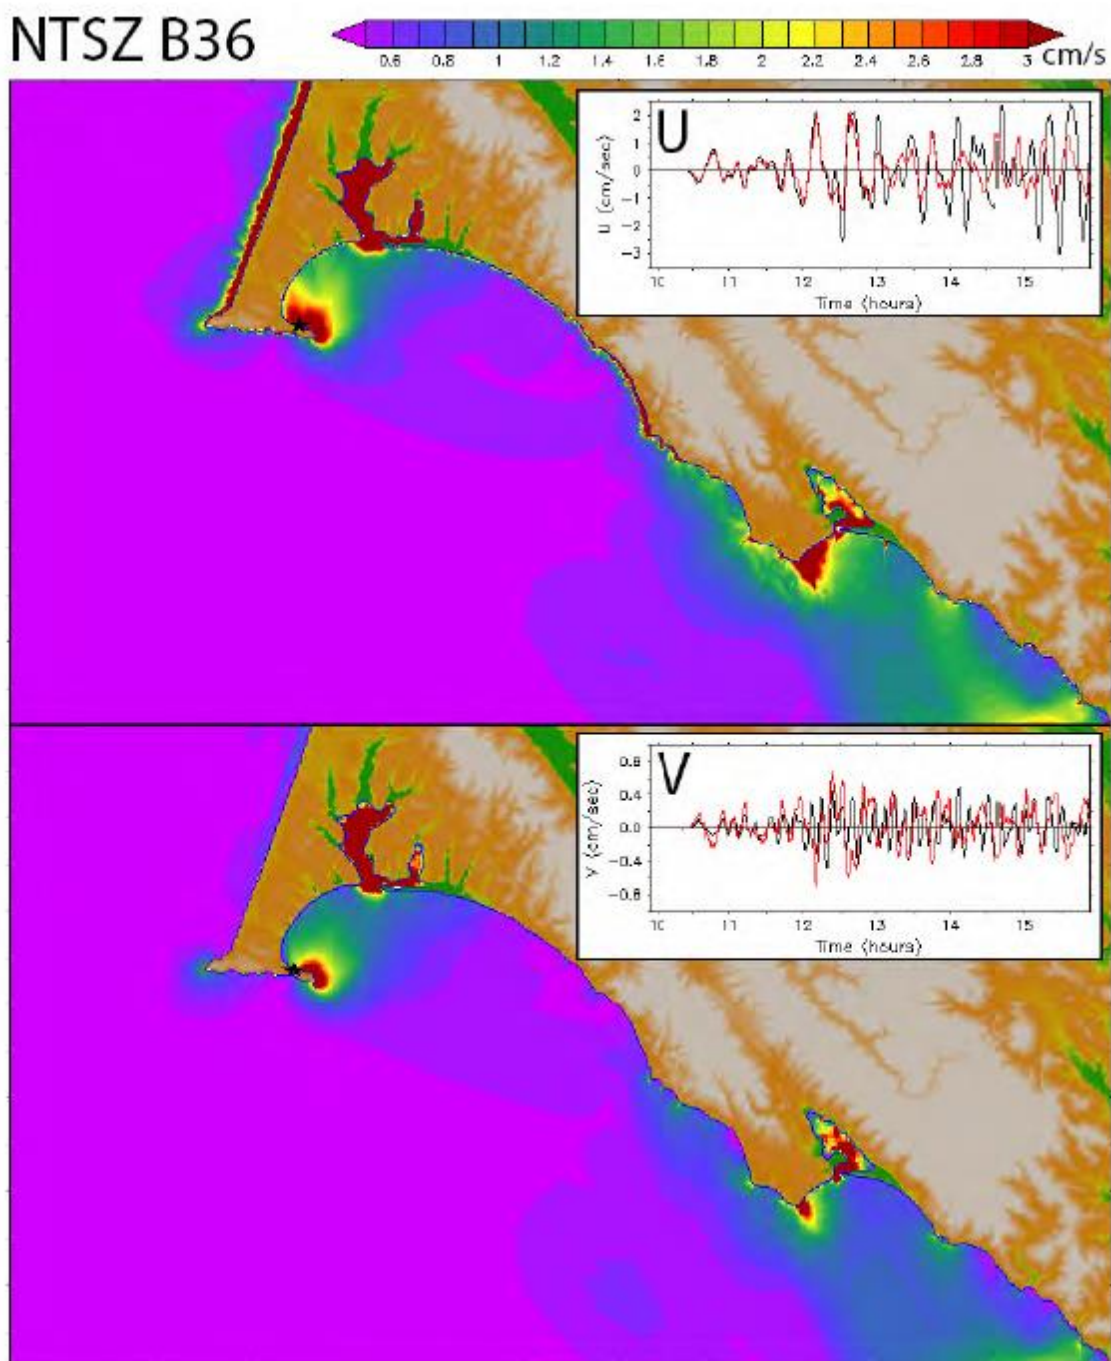 NTSZ B36
0.6 0.8 1 1.2 1.4 1.6 1.8 2 2.2 2.4 2.6 2.8 3 cm/s
U
U (cm/sec)
2
1
0
−1
−2
−3
10 11 12 13 14 15
Time (hours)
V
V (cm/sec)
0.8
0.4
0.0
−0.4
−0.8
10 11 12 13 14 15
Time (hours)